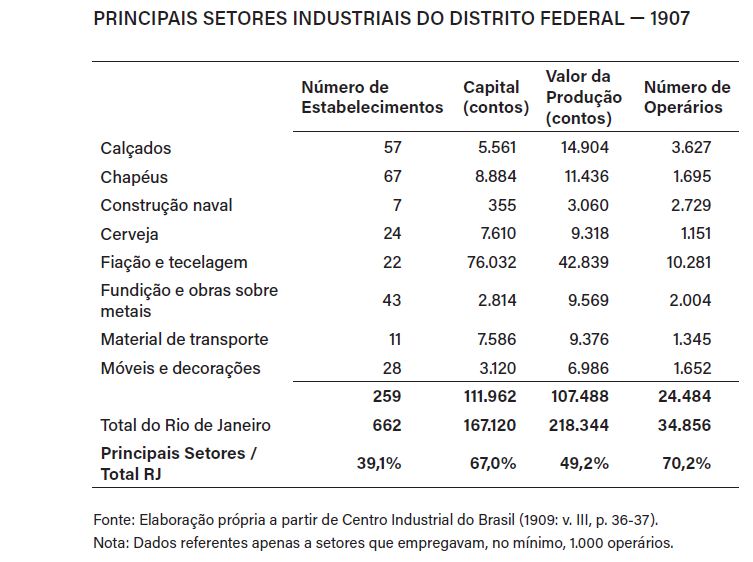 PRINCIPAIS SETORES INDUSTRIAIS DO DISTRITO FEDERAL — 1907
Número de Estabelecimentos Capital (contos) Valor da Produção (contos) Número de Operários
Calçados 57 5.561 14.904 3.627
Chapéus 67 8.884 11.436 1.695
Construção naval 7 355 3.060 2.729
Cerveja 24 7.610 9.318 1.151
Fiação e tecelagem 22 76.032 42.839 10.281
Fundição e obras sobre metais 43 2.814 9.569 2.004
Material de transporte 11 7.586 9.376 1.345
Móveis e decorações 28 3.120 6.986 1.652
259 111.962 107.488 24.484
Total do Rio de Janeiro 662 167.120 218.344 34.856
Principais Setores / Total RJ 39,1% 67,0% 49,2% 70,2%
Fonte: Elaboração própria a partir de Centro Industrial do Brasil (1909: v. III, p. 36-37).
Nota: Dados referentes apenas a setores que empregavam, no mínimo, 1.000 operários.